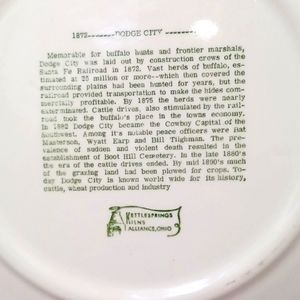 1872--------DODGE CITY --------
Memorable for buffalo hunts and frontier marshals,
Dodge City was laid out by construction crews of the
Santa Fe Railroad in 1872. Vast herds of buffalo, es-
timated at 25 million or more--which then covered the
surrounding plains had been hunted for years, but the
railroad provided transportation to make the hides com-
mercially profitable. By 1875 the herds were nearly
exterminated. Cattle drives, also stimulated by the rail-
road took the buffalo's place in the towns economy.
In 1882 Dodge City became the Cowboy Capital of the
Southwest. Among it's notable peace officers were Bat
Masterson, Wyatt Earp and Bill Tilghman. The pre-
valence of sudden and violent death resulted in the
establishment of Boot Hill Cemetery. In the late 1880's
the era of the cattle drives ended. By mid 1890's much
of the grazing land had been plowed for crops. To-
day Dodge City is known world wide for its history,
cattle, wheat production and industry
KETTLESPRINGS
KILNS
ALLIANCE, OHIO